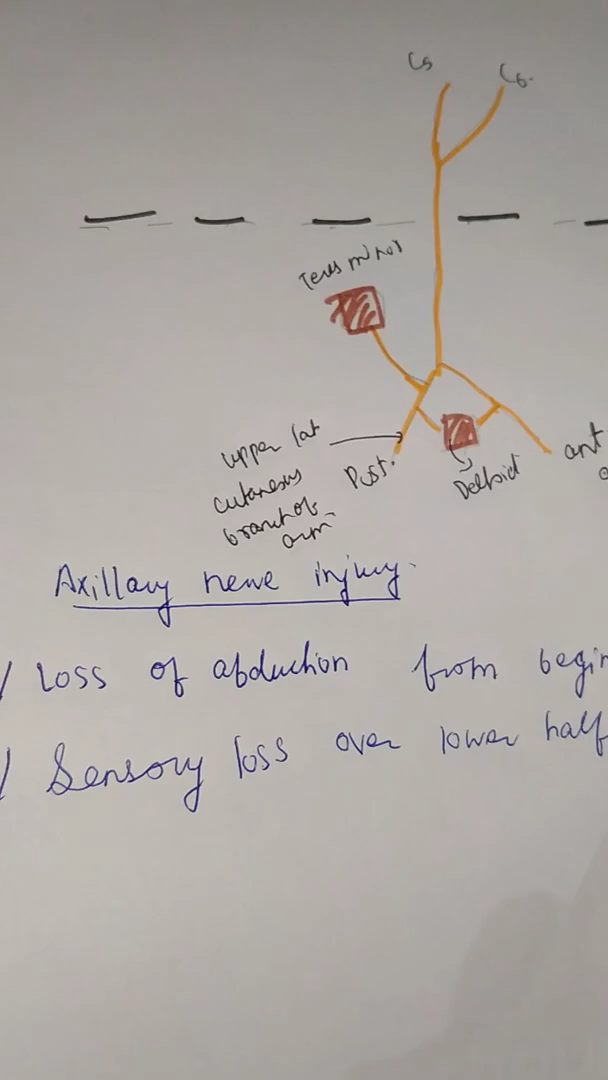 C5
C6.
Teres minor
upper lat
cutaneous
branch of
arm
Post.
Deltoid
ant
Axillary nerve injury.
Loss of abduction from begin
Sensory loss over lower half